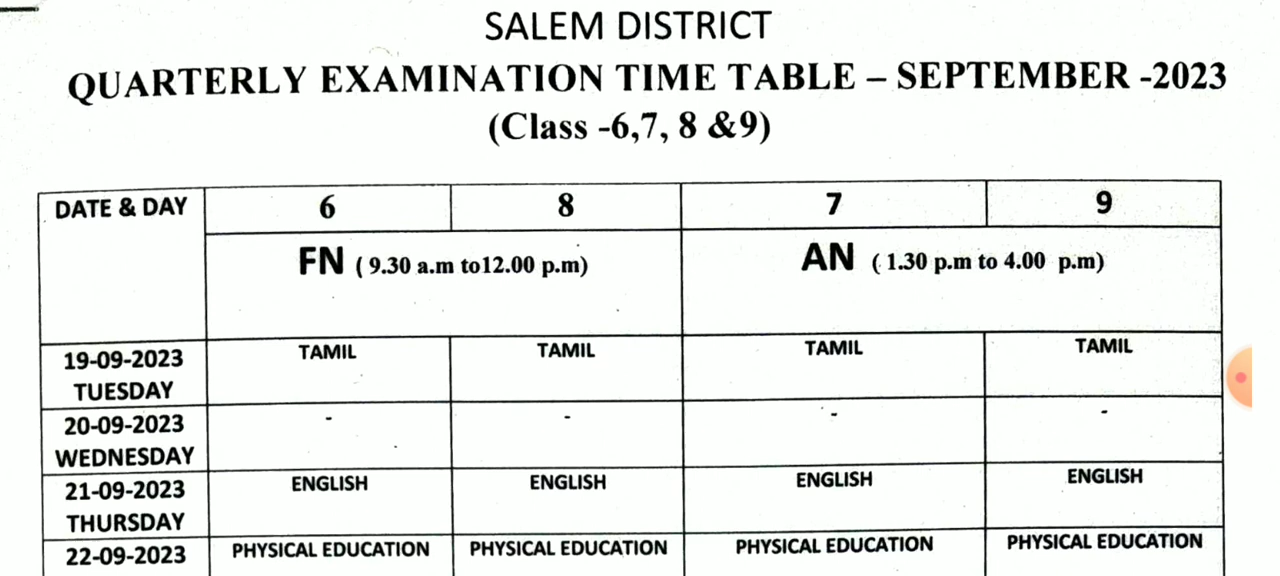 SALEM DISTRICT
QUARTERLY EXAMINATION TIME TABLE – SEPTEMBER -2023
(Class -6,7, 8 &9)
DATE & DAY 6 8 7 9
FN ( 9.30 a.m to12.00 p.m) AN ( 1.30 p.m to 4.00 p.m)
19-09-2023 TAMIL TAMIL TAMIL TAMIL
TUESDAY
20-09-2023 - - - -
WEDNESDAY
21-09-2023 ENGLISH ENGLISH ENGLISH ENGLISH
THURSDAY
22-09-2023 PHYSICAL EDUCATION PHYSICAL EDUCATION PHYSICAL EDUCATION PHYSICAL EDUCATION